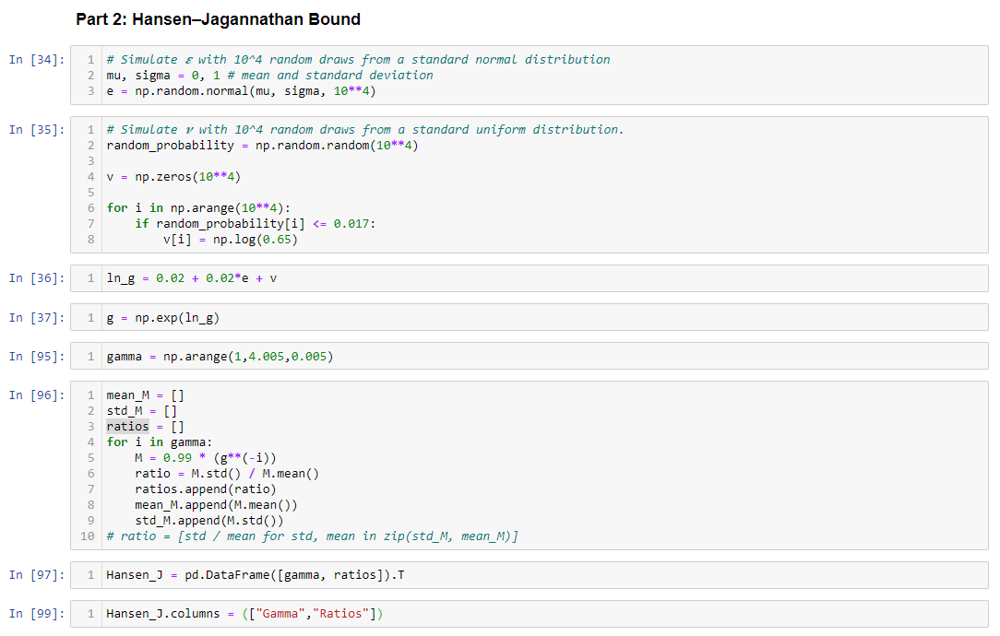 Part 2: Hansen–Jagannathan Bound
In [34]:
1 # Simulate ε with 10^4 random draws from a standard normal distribution
2 mu, sigma = 0, 1 # mean and standard deviation
3 e = np.random.normal(mu, sigma, 10**4)
In [35]:
1 # Simulate ν with 10^4 random draws from a standard uniform distribution.
2 random_probability = np.random.random(10**4)
3
4 v = np.zeros(10**4)
5
6 for i in np.arange(10**4):
7     if random_probability[i] <= 0.017:
8         v[i] = np.log(0.65)
In [36]:
1 ln_g = 0.02 + 0.02*e + v
In [37]:
1 g = np.exp(ln_g)
In [95]:
1 gamma = np.arange(1,4.005,0.005)
In [96]:
1 mean_M = []
2 std_M = []
3 ratios = []
4 for i in gamma:
5     M = 0.99 * (g**(-i))
6     ratio = M.std() / M.mean()
7     ratios.append(ratio)
8     mean_M.append(M.mean())
9     std_M.append(M.std())
10 # ratio = [std / mean for std, mean in zip(std_M, mean_M)]
In [97]:
1 Hansen_J = pd.DataFrame([gamma, ratios]).T
In [99]:
1 Hansen_J.columns = (["Gamma","Ratios"])